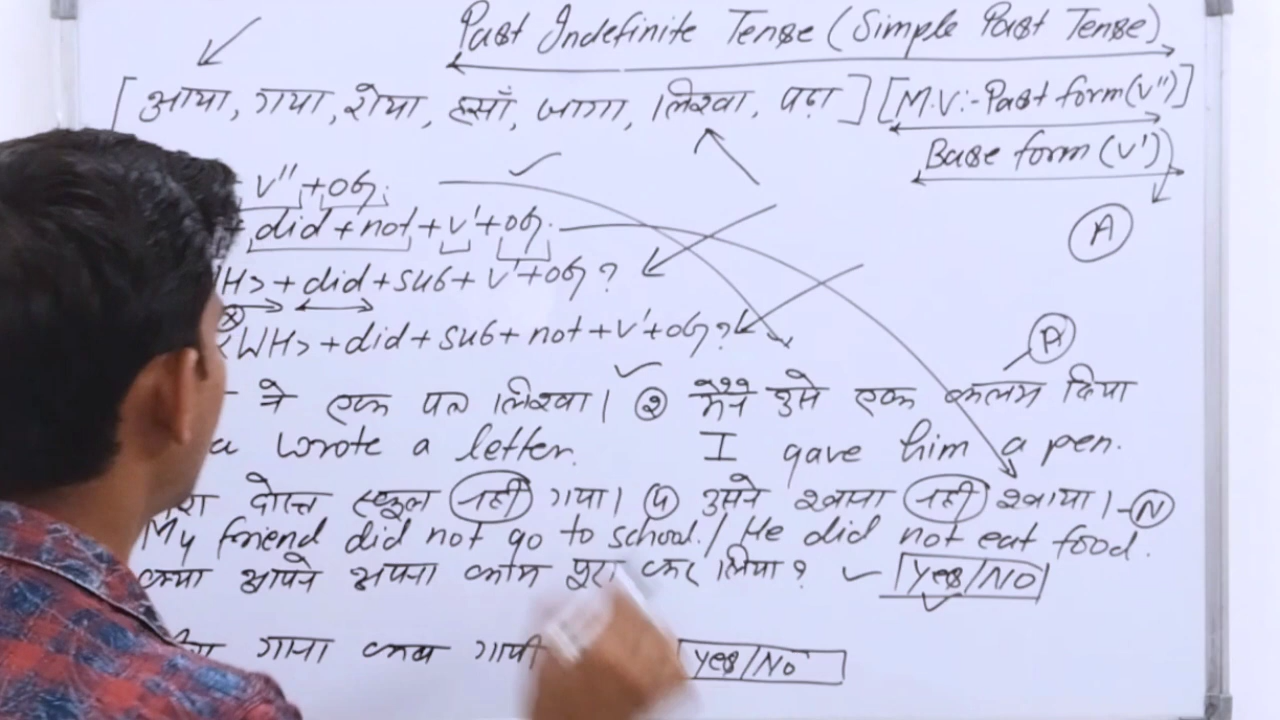 Past Indefinite Tense (Simple Past Tense)
[आया, गया, रोया, हसाँ, जागा, लिखा, पढ़ा] [M.V:-Past form(v'')]
Base form (v')
v'' + obj.
+ did + not + v' + obj.
A
WH> + did + sub + v' + obj ?
<WH> + did + sub + not + v' + obj ?
P
ने एक पत्र लिखा। ② मैंने उसे एक कलम दिया
a wrote a letter. I gave him a pen.
दोस्त स्कूल नहीं गया। ④ उसने खाना नहीं खाया। - N
My friend did not go to school. / He did not eat food.
क्या आपने अपना काम पूरा कर लिया ? Yes/No
गाना कब गायी Yes/No